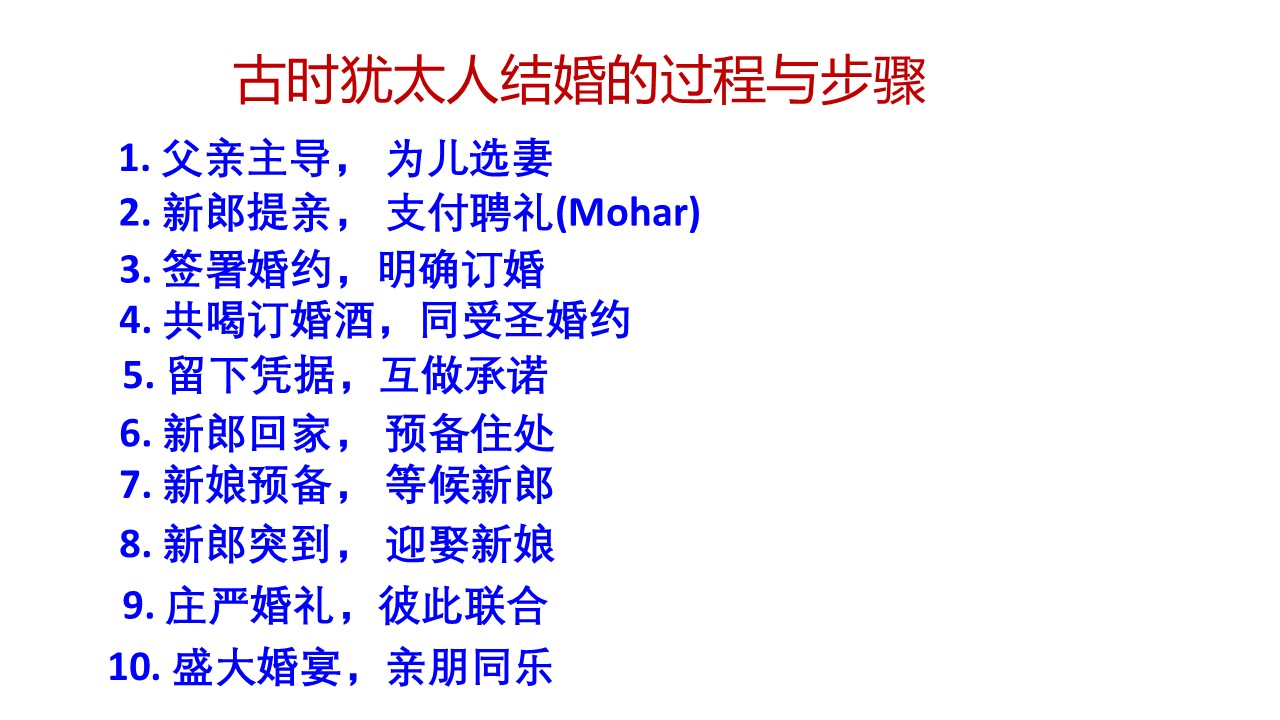 古时犹太人结婚的过程与步骤
1. 父亲主导， 为儿选妻
2. 新郎提亲， 支付聘礼(Mohar)
3. 签署婚约，明确订婚
4. 共喝订婚酒，同受圣婚约
5. 留下凭据，互做承诺
6. 新郎回家， 预备住处
7. 新娘预备， 等候新郎
8. 新郎突到， 迎娶新娘
9. 庄严婚礼，彼此联合
10. 盛大婚宴，亲朋同乐